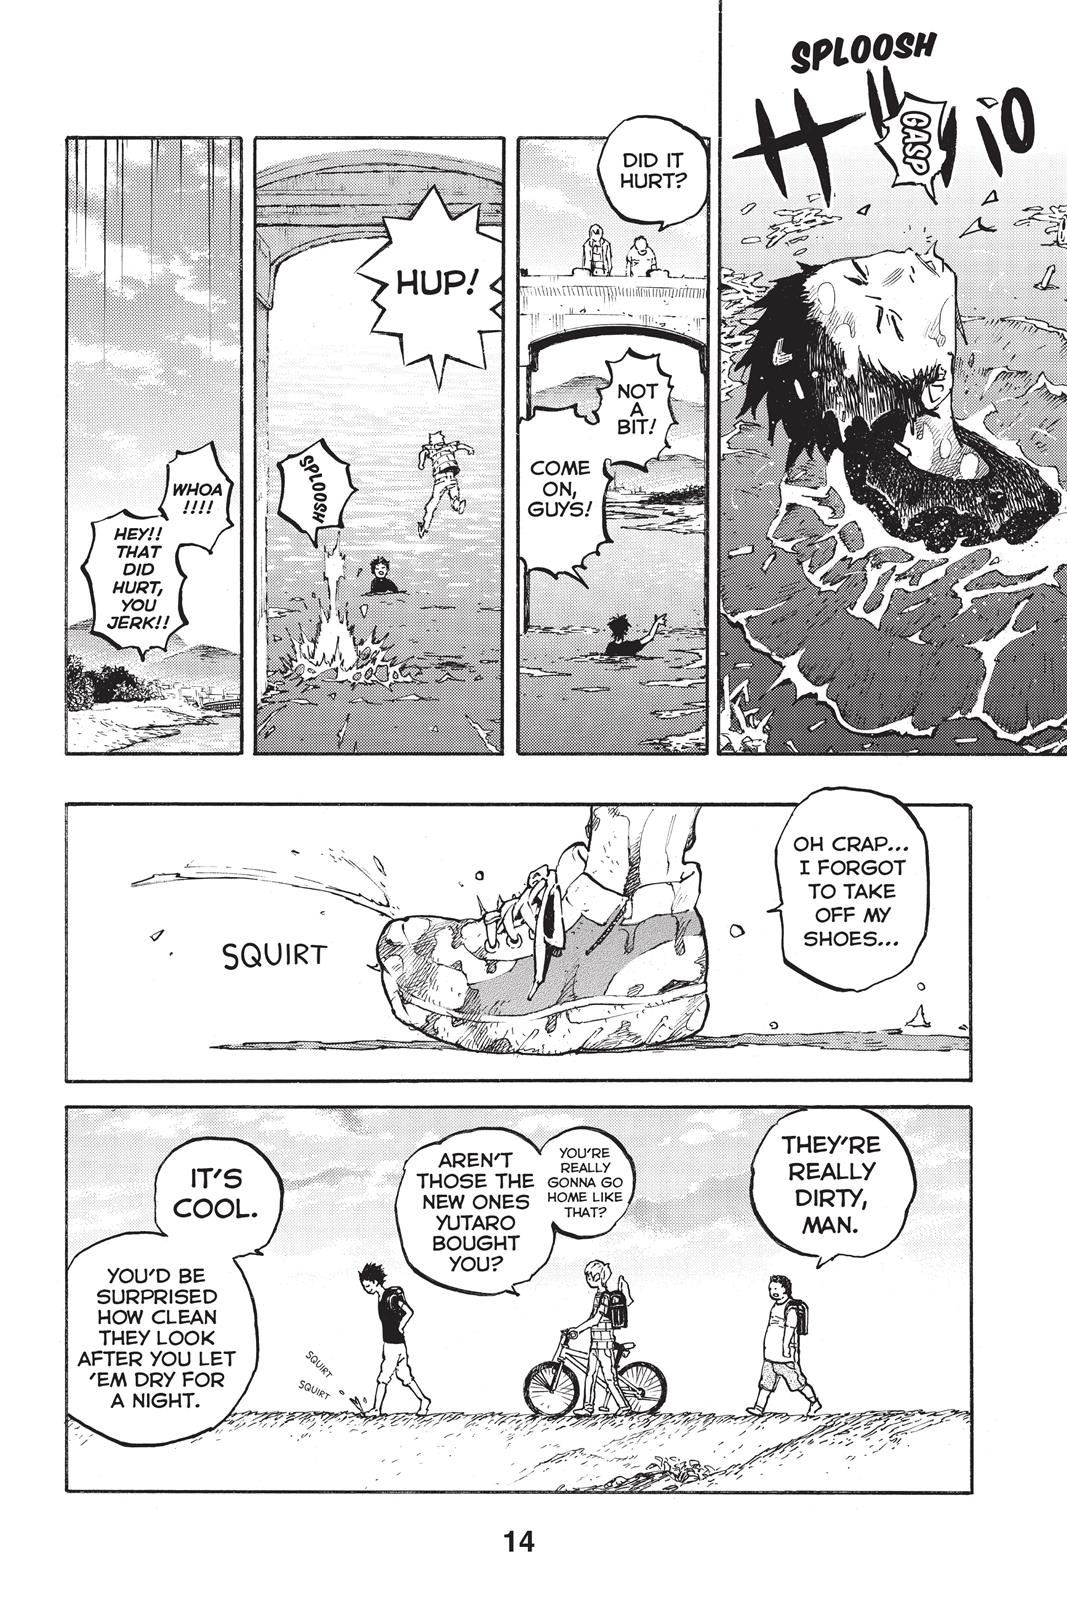 SPLOOSH
ザバッ
GASP
DID IT
HURT?
NOT
A
BIT!
COME
ON,
GUYS!
HUP!
SPLOOSH
WHOA
!!!!
HEY!!
THAT
DID
HURT,
YOU
JERK!!
OH CRAP...
I FORGOT
TO TAKE
OFF MY
SHOES...
SQUIRT
THEY'RE
REALLY
DIRTY,
MAN.
YOU'RE
REALLY
GONNA GO
HOME LIKE
THAT?
AREN'T
THOSE THE
NEW ONES
YUTARO
BOUGHT
YOU?
IT'S
COOL.
YOU'D BE
SURPRISED
HOW CLEAN
THEY LOOK
AFTER YOU LET
'EM DRY FOR
A NIGHT.
SQUIRT
SQUIRT
14